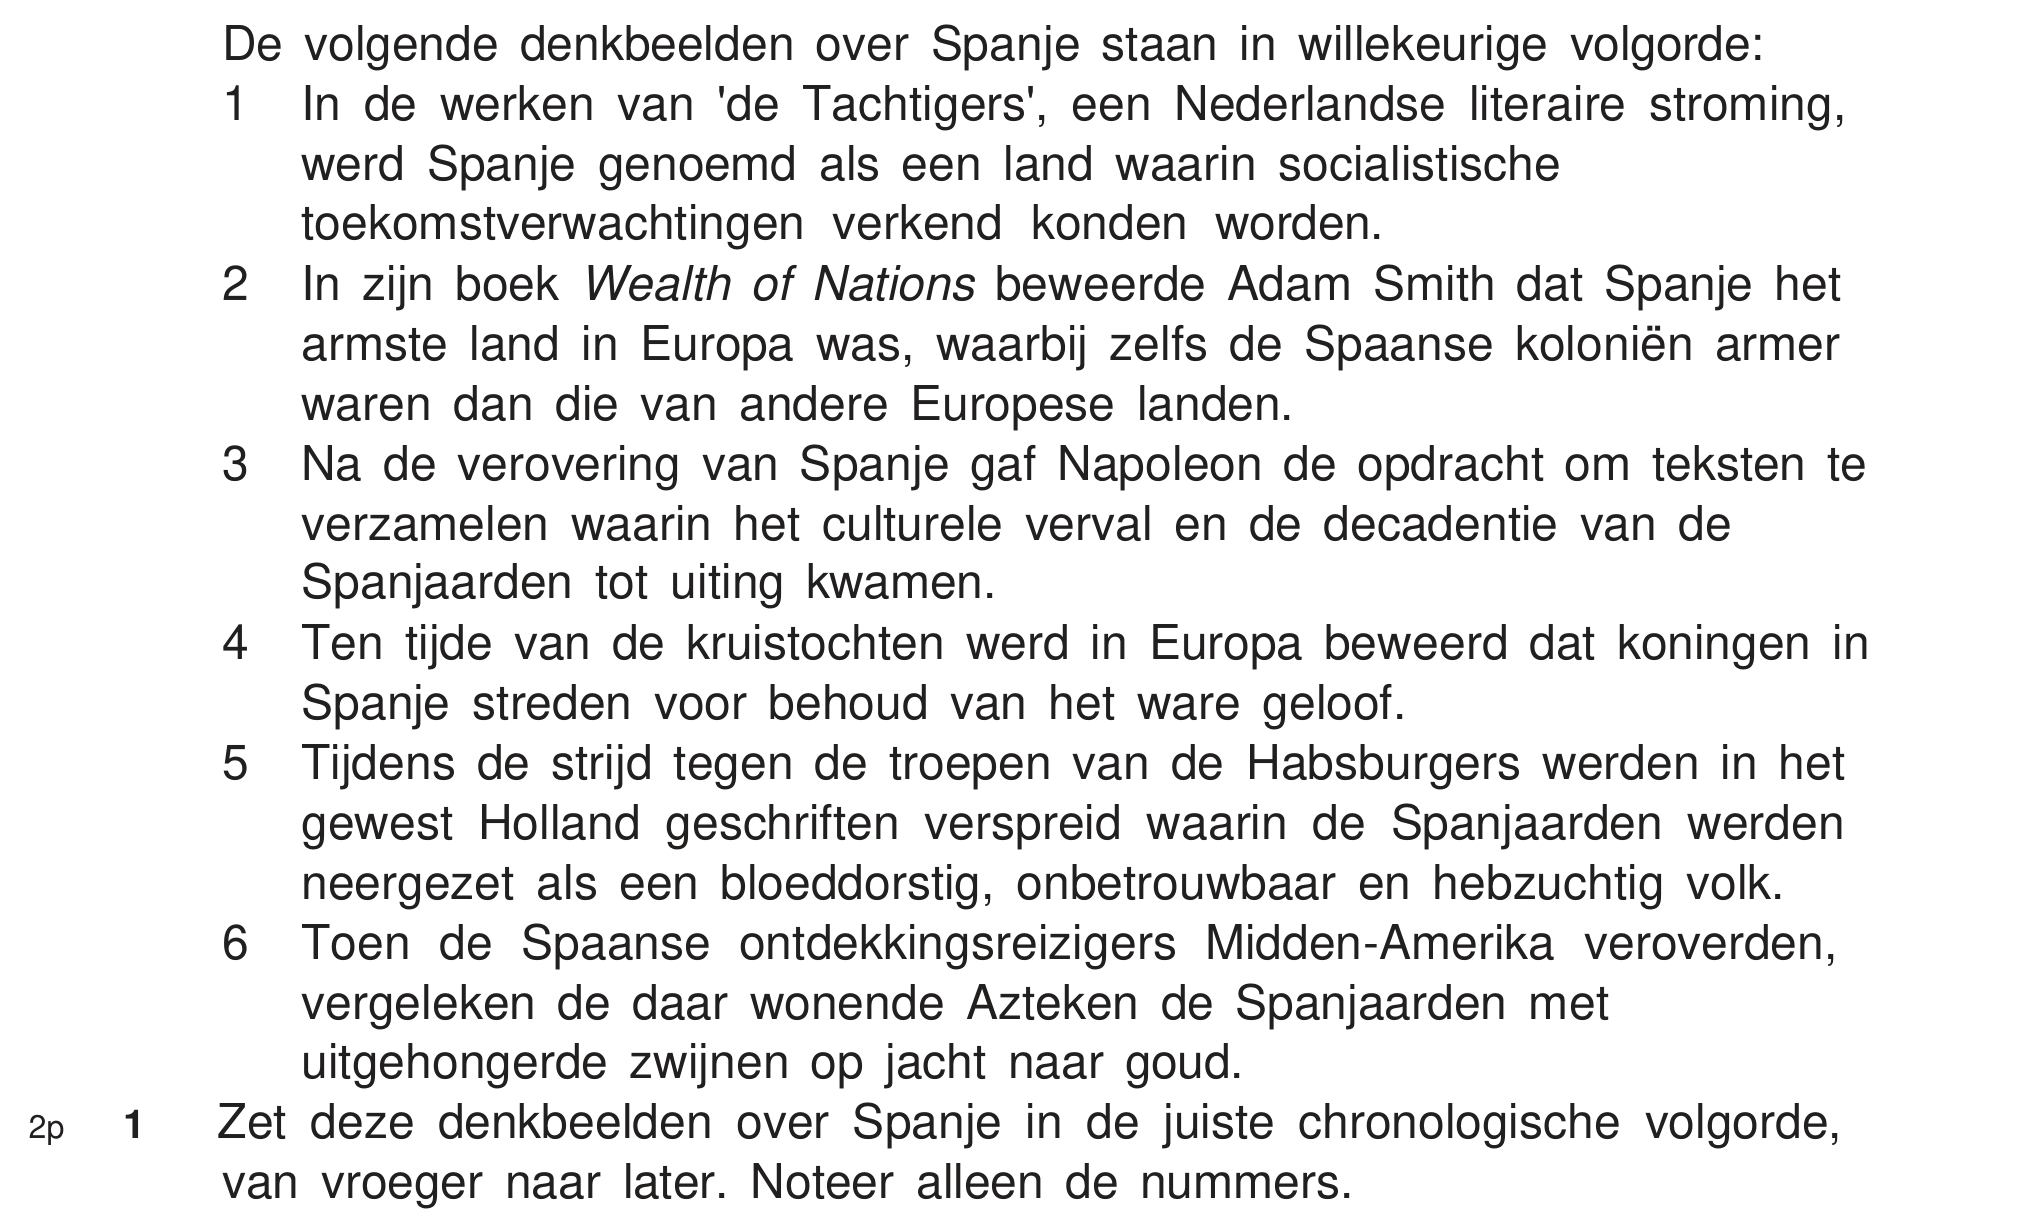 De volgende denkbeelden over Spanje staan in willekeurige volgorde:
1 In de werken van 'de Tachtigers', een Nederlandse literaire stroming,
werd Spanje genoemd als een land waarin socialistische
toekomstverwachtingen verkend konden worden.
2 In zijn boek Wealth of Nations beweerde Adam Smith dat Spanje het
armste land in Europa was, waarbij zelfs de Spaanse koloniën armer
waren dan die van andere Europese landen.
3 Na de verovering van Spanje gaf Napoleon de opdracht om teksten te
verzamelen waarin het culturele verval en de decadentie van de
Spanjaarden tot uiting kwamen.
4 Ten tijde van de kruistochten werd in Europa beweerd dat koningen in
Spanje streden voor behoud van het ware geloof.
5 Tijdens de strijd tegen de troepen van de Habsburgers werden in het
gewest Holland geschriften verspreid waarin de Spanjaarden werden
neergezet als een bloeddorstig, onbetrouwbaar en hebzuchtig volk.
6 Toen de Spaanse ontdekkingsreizigers Midden-Amerika veroverden,
vergeleken de daar wonende Azteken de Spanjaarden met
uitgehongerde zwijnen op jacht naar goud.
2p 1 Zet deze denkbeelden over Spanje in de juiste chronologische volgorde,
van vroeger naar later. Noteer alleen de nummers.